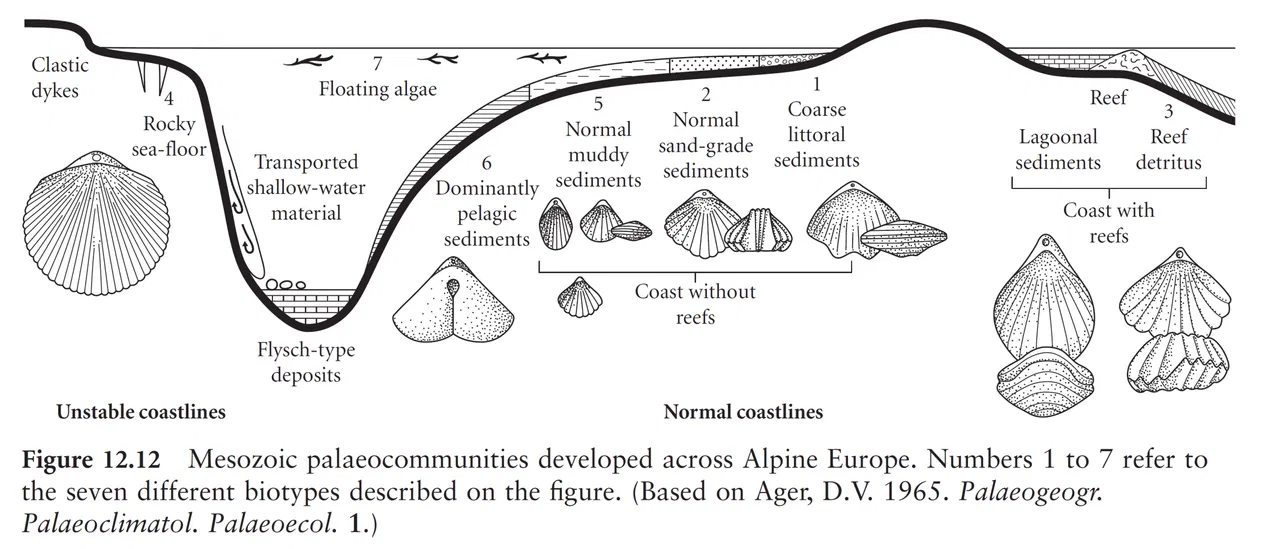 Clastic
dykes
4
Rocky
sea-floor
Transported
shallow-water
material
Flysch-type
deposits
7
Floating algae
6
Dominantly
pelagic
sediments
5
Normal
muddy
sediments
2
Normal
sand-grade
sediments
1
Coarse
littoral
sediments
Coast without
reefs
Reef
Lagoonal
sediments
3
Reef
detritus
Coast with
reefs
Unstable coastlines
Normal coastlines
Figure 12.12 Mesozoic palaeocommunities developed across Alpine Europe. Numbers 1 to 7 refer to
the seven different biotypes described on the figure. (Based on Ager, D.V. 1965. Palaeogeogr.
Palaeoclimatol. Palaeoecol. 1.)